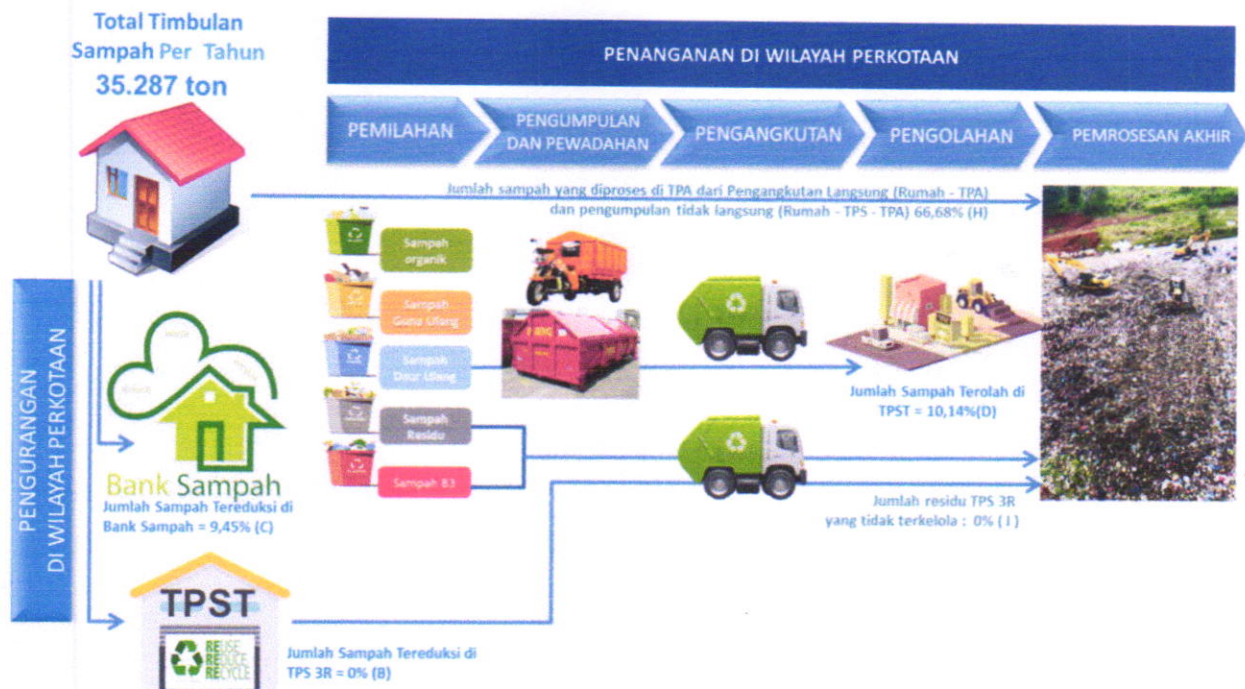 Total Timbulan
Sampah Per Tahun
35.287 ton
PENANGANAN DI WILAYAH PERKOTAAN
PEMILAHAN
PENGUMPULAN
DAN PEWADAHAN
PENGANGKUTAN
PENGOLAHAN
PEMROSESAN AKHIR
Jumlah sampah yang diproses di TPA dari Pengangkutan Langsung (Rumah - TPA)
dan pengumpulan tidak langsung (Rumah - TPS - TPA) 66,68% (H)
Sampah
organik
Sampah
Guna Ulang
Sampah
Daur Ulang
Sampah
Residu
Sampah B3
Jumlah Sampah Terolah di
TPST = 10,14%(D)
Jumlah residu TPS 3R
yang tidak terkelola : 0% ( I )
PENGURANGAN
DI WILAYAH PERKOTAAN
Bank Sampah
Jumlah Sampah Tereduksi di
Bank Sampah = 9,45% (C)
TPST
REUSE
REDUCE
RECYCLE
Jumlah Sampah Tereduksi di
TPS 3R = 0% (B)